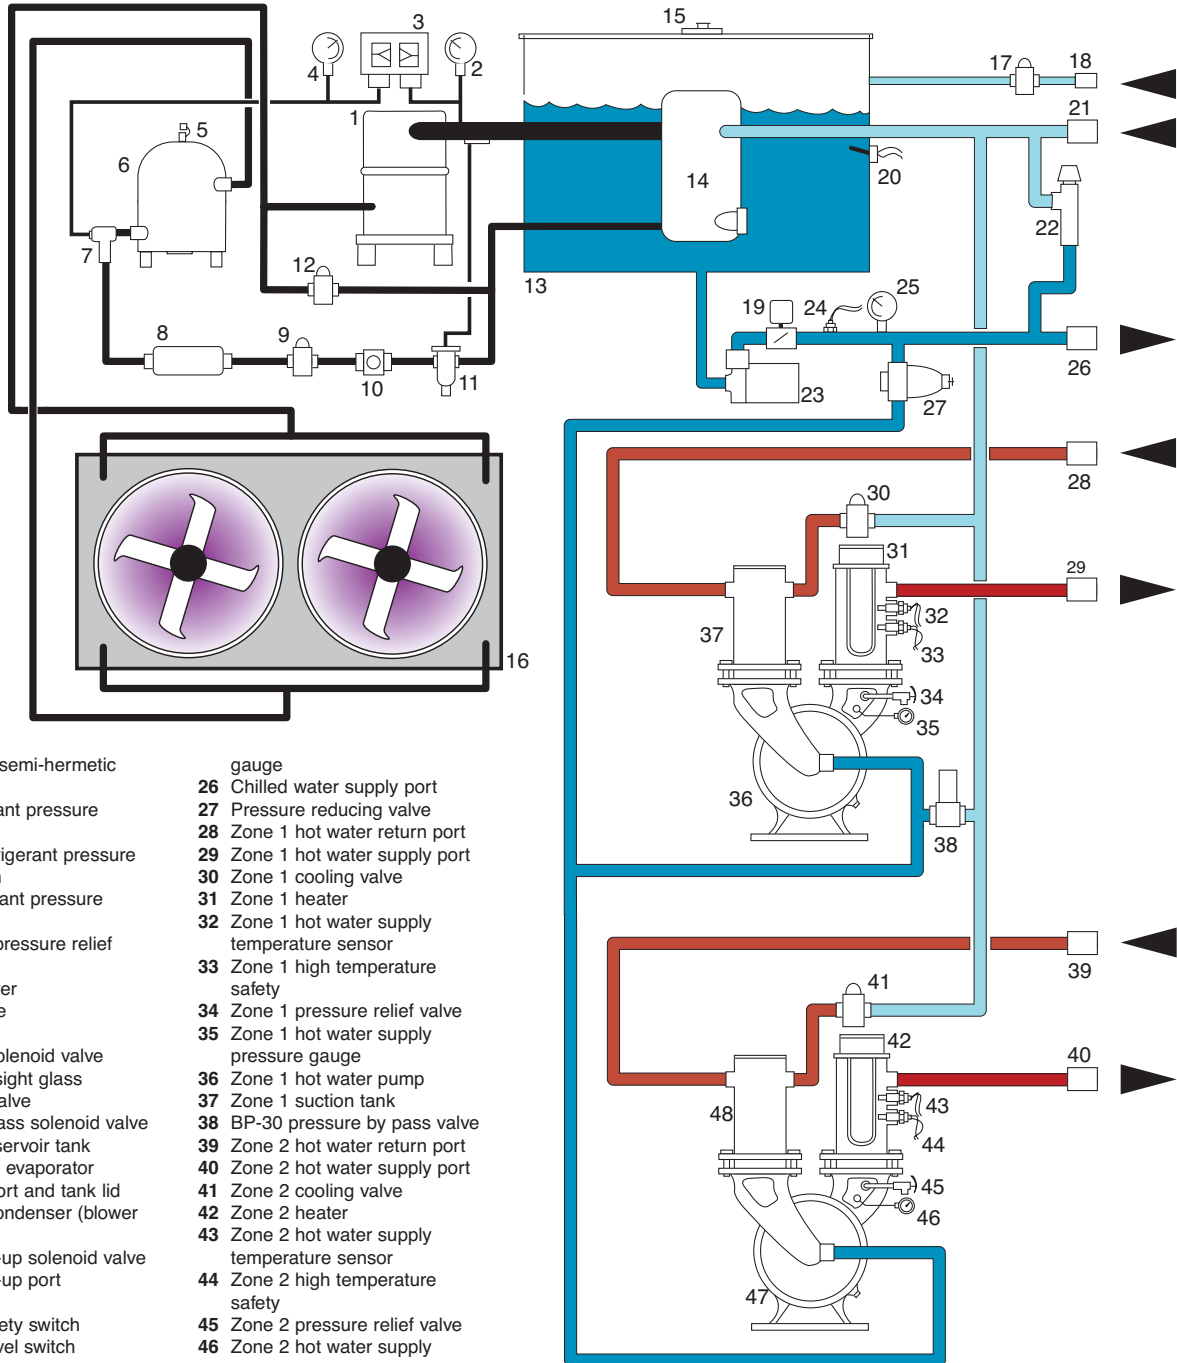 15
3
4
2
17
18
21
1
5
6
20
14
22
7
12
13
25
19
24
8
9
26
10
11
23
27
28
30
31
29
32
37
33
16
34
35
36
38
39
41
42
40
48
43
44
45
46
47
semi-hermetic
ant pressure
rigerant pressure
n
ant pressure
pressure relief
er
e
olenoid valve
sight glass
alve
ass solenoid valve
servoir tank
evaporator
ort and tank lid
ondenser (blower
-up solenoid valve
-up port
ety switch
vel switch
gauge
26 Chilled water supply port
27 Pressure reducing valve
28 Zone 1 hot water return port
29 Zone 1 hot water supply port
30 Zone 1 cooling valve
31 Zone 1 heater
32 Zone 1 hot water supply
temperature sensor
33 Zone 1 high temperature
safety
34 Zone 1 pressure relief valve
35 Zone 1 hot water supply
pressure gauge
36 Zone 1 hot water pump
37 Zone 1 suction tank
38 BP-30 pressure by pass valve
39 Zone 2 hot water return port
40 Zone 2 hot water supply port
41 Zone 2 cooling valve
42 Zone 2 heater
43 Zone 2 hot water supply
temperature sensor
44 Zone 2 high temperature
safety
45 Zone 2 pressure relief valve
46 Zone 2 hot water supply